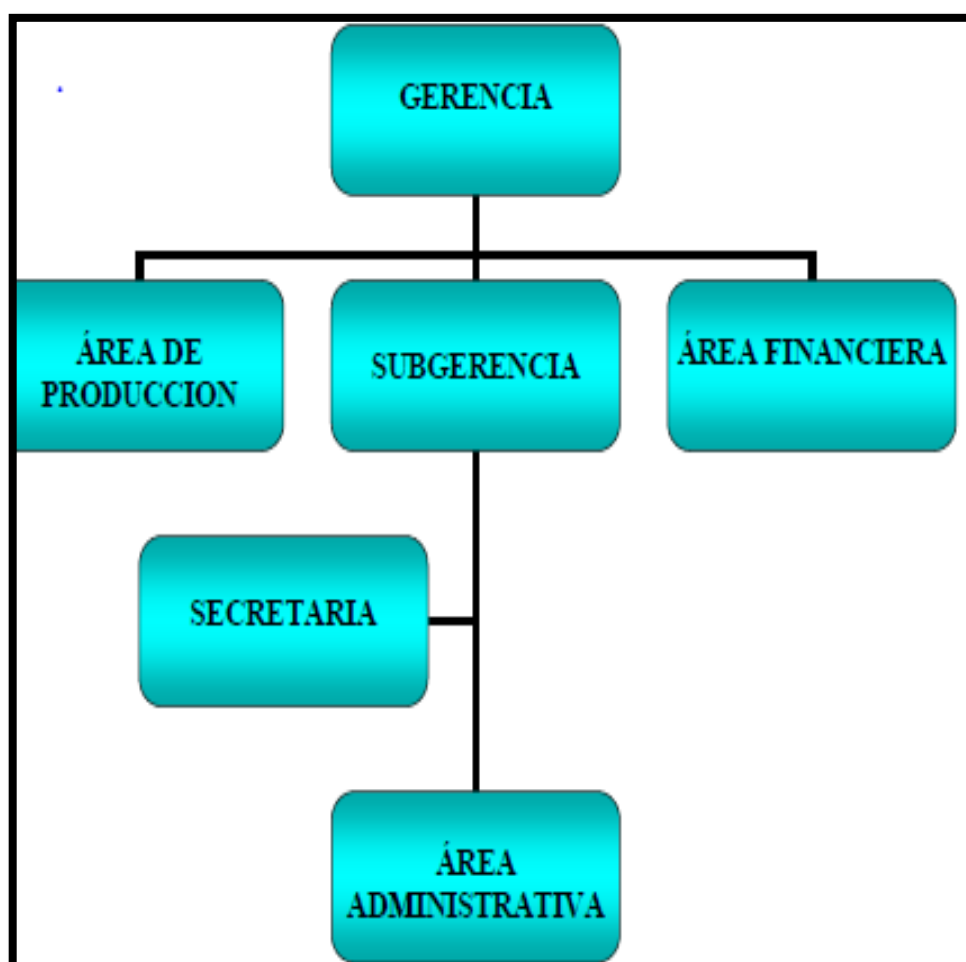 GERENCIA
ÁREA DE
PRODUCCION
SUBGERENCIA
ÁREA FINANCIERA
SECRETARIA
ÁREA
ADMINISTRATIVA